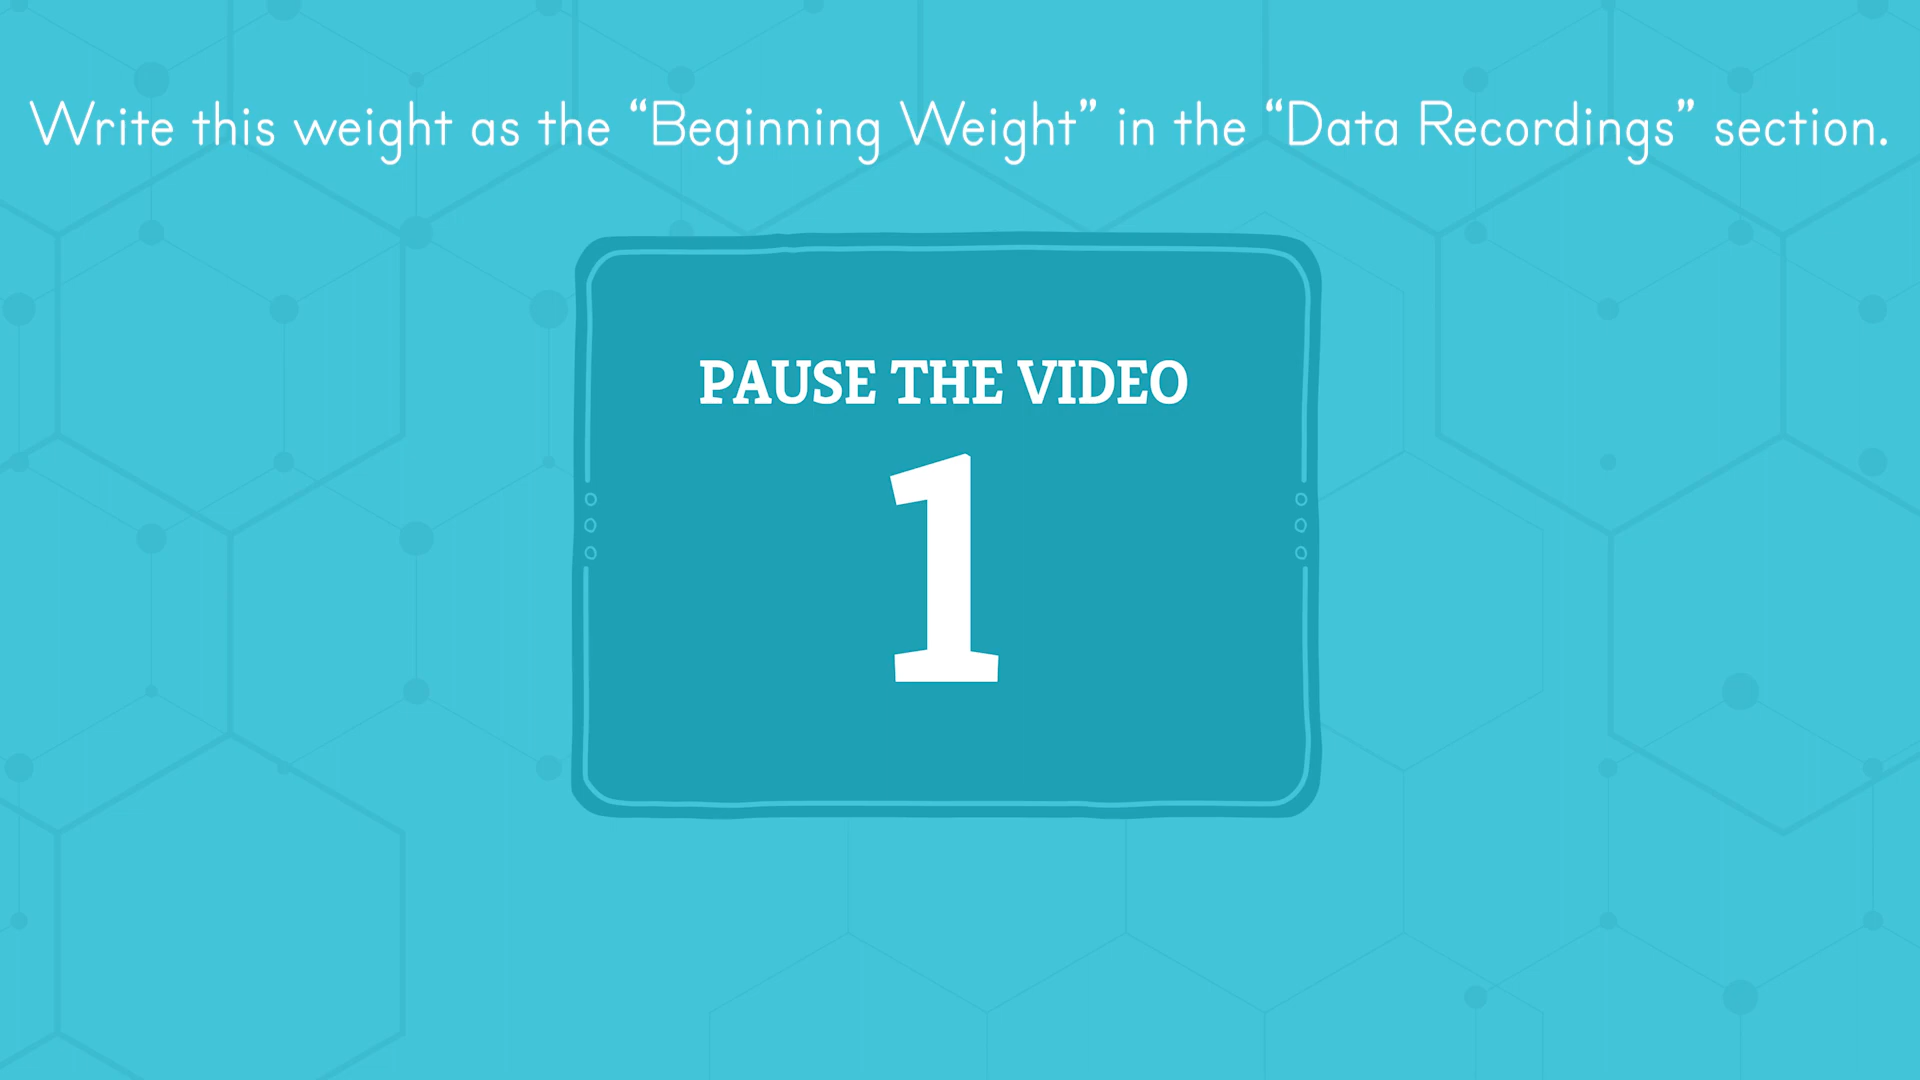 Write this weight as the “Beginning Weight” in the “Data Recordings” section.
PAUSE THE VIDEO
1